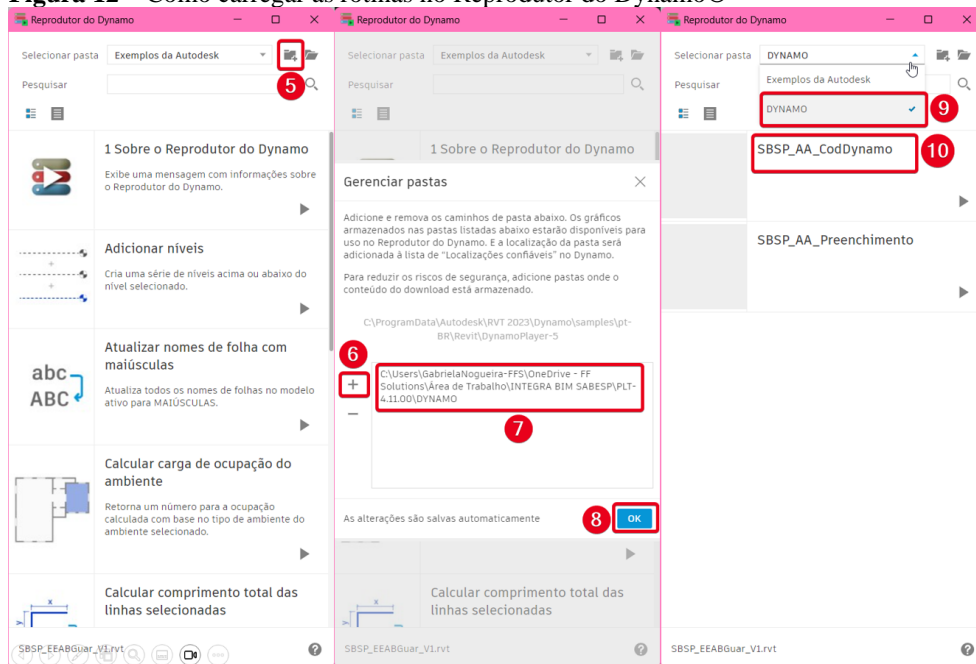 Figura 12 – Como carregar as rotinas no Reprodutor do Dynamo©
Reprodutor do Dynamo
Selecionar pasta Exemplos da Autodesk
5
Pesquisar
1 Sobre o Reprodutor do Dynamo
Exibe uma mensagem com informações sobre
o Reprodutor do Dynamo.
Adicionar níveis
Cria uma série de níveis acima ou abaixo do
nível selecionado.
abc
ABC
Atualizar nomes de folha com
maiúsculas
Atualiza todos os nomes de folhas no modelo
ativo para MAIÚSCULAS.
Calcular carga de ocupação do
ambiente
Retorna um número para a ocupação
calculada com base no tipo de ambiente do
ambiente selecionado.
x
Calcular comprimento total das
linhas selecionadas
SBSP_EEABGuar_V1.rvt
Reprodutor do Dynamo
Selecionar pasta Exemplos da Autodesk
Pesquisar
1 Sobre o Reprodutor do Dynamo
Gerenciar pastas
Adicione e remova os caminhos de pasta abaixo. Os gráficos
armazenados nas pastas listadas abaixo estarão disponíveis para
uso no Reprodutor do Dynamo. E a localização da pasta será
adicionada à lista de "Localizações confiáveis" no Dynamo.
Para reduzir os riscos de segurança, adicione pastas onde o
conteúdo do download está armazenado.
C:\ProgramData\Autodesk\RVT 2023\Dynamo\samples\pt-
BR\Revit\DynamoPlayer-5
6
C:\Users\GabrielaNogueira-FFS\OneDrive - FF
Solutions\Área de Trabalho\INTEGRA BIM SABESP\PLT-
4.11.00\DYNAMO
7
As alterações são salvas automaticamente
8
OK
Calcular comprimento total das
linhas selecionadas
SBSP_EEABGuar_V1.rvt
Reprodutor do Dynamo
Selecionar pasta DYNAMO
Pesquisar
Exemplos da Autodesk
DYNAMO
9
SBSP_AA_CodDynamo
10
SBSP_AA_Preenchimento
SBSP_EEABGuar_V1.rvt